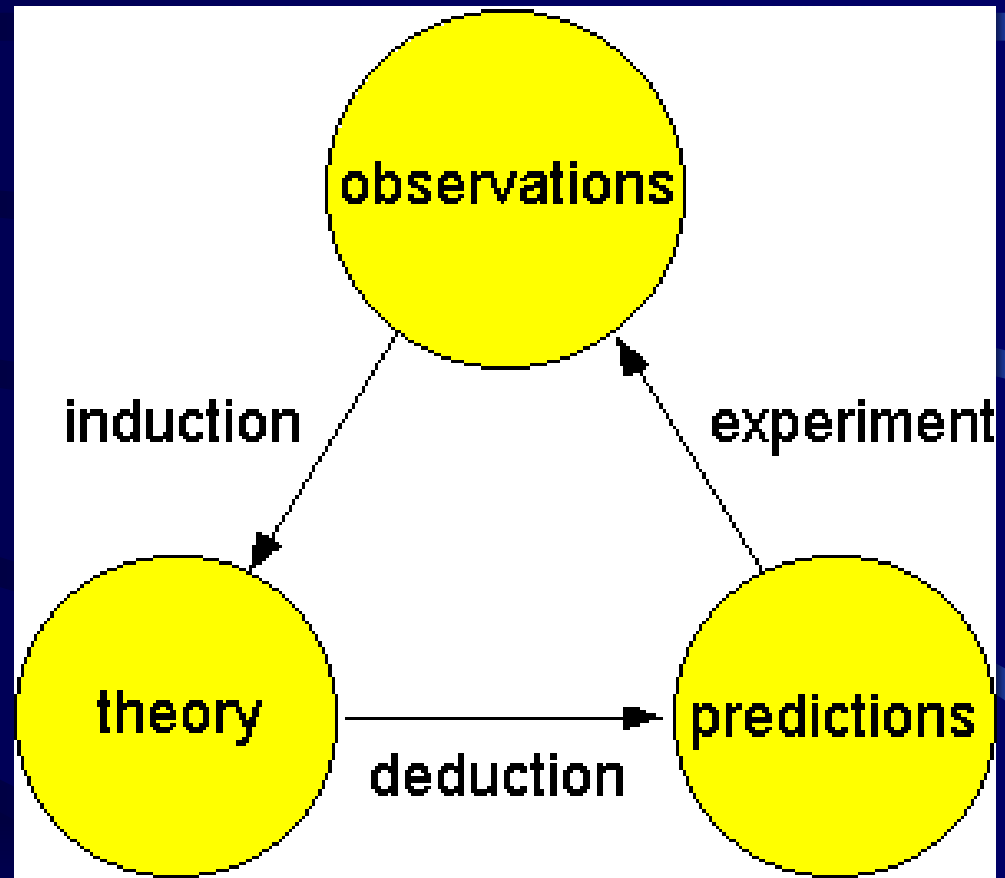 observations
induction
experiment
theory
predictions
deduction